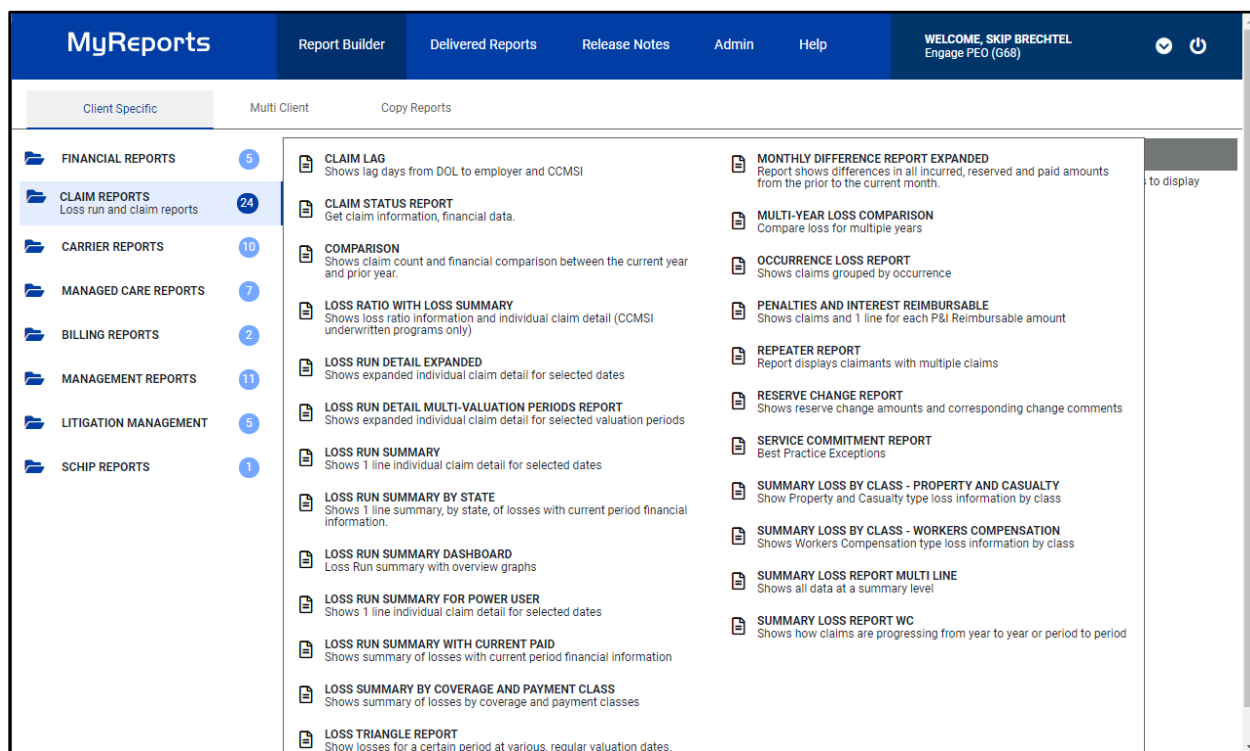 MyReports
Report Builder
Delivered Reports
Release Notes
Admin
Help
WELCOME, SKIP BRECHTEL
Engage PEO (G68)
Client Specific
Multi Client
Copy Reports
FINANCIAL REPORTS
5
CLAIM REPORTS
Loss run and claim reports
24
CARRIER REPORTS
10
MANAGED CARE REPORTS
7
BILLING REPORTS
2
MANAGEMENT REPORTS
11
LITIGATION MANAGEMENT
5
SCHIP REPORTS
1
CLAIM LAG
Shows lag days from DOL to employer and CCMSI
CLAIM STATUS REPORT
Get claim information, financial data.
COMPARISON
Shows claim count and financial comparison between the current year
and prior year.
LOSS RATIO WITH LOSS SUMMARY
Shows loss ratio information and individual claim detail (CCMSI
underwritten programs only)
LOSS RUN DETAIL EXPANDED
Shows expanded individual claim detail for selected dates
LOSS RUN DETAIL MULTI-VALUATION PERIODS REPORT
Shows expanded individual claim detail for selected valuation periods
LOSS RUN SUMMARY
Shows 1 line individual claim detail for selected dates
LOSS RUN SUMMARY BY STATE
Shows 1 line summary, by state, of losses with current period financial
information.
LOSS RUN SUMMARY DASHBOARD
Loss Run summary with overview graphs
LOSS RUN SUMMARY FOR POWER USER
Shows 1 line individual claim detail for selected dates
LOSS RUN SUMMARY WITH CURRENT PAID
Shows summary of losses with current period financial information
LOSS SUMMARY BY COVERAGE AND PAYMENT CLASS
Shows summary of losses by coverage and payment classes
LOSS TRIANGLE REPORT
Show losses for a certain period at various, regular valuation dates.
MONTHLY DIFFERENCE REPORT EXPANDED
Report shows differences in all incurred, reserved and paid amounts
from the prior to the current month.
MULTI-YEAR LOSS COMPARISON
Compare loss for multiple years
OCCURRENCE LOSS REPORT
Shows claims grouped by occurrence
PENALTIES AND INTEREST REIMBURSABLE
Shows claims and 1 line for each P&I Reimbursable amount
REPEATER REPORT
Report displays claimants with multiple claims
RESERVE CHANGE REPORT
Shows reserve change amounts and corresponding change comments
SERVICE COMMITMENT REPORT
Best Practice Exceptions
SUMMARY LOSS BY CLASS - PROPERTY AND CASUALTY
Show Property and Casualty type loss information by class
SUMMARY LOSS BY CLASS - WORKERS COMPENSATION
Shows Workers Compensation type loss information by class
SUMMARY LOSS REPORT MULTI LINE
Shows all data at a summary level
SUMMARY LOSS REPORT WC
Shows how claims are progressing from year to year or period to period
to display